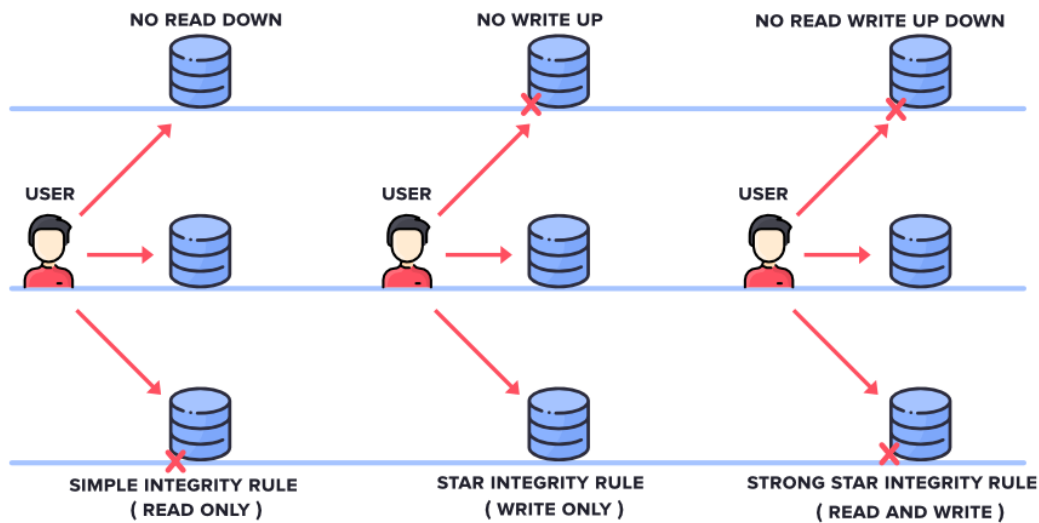 NO READ DOWN
NO WRITE UP
NO READ WRITE UP DOWN
USER
USER
USER
SIMPLE INTEGRITY RULE
( READ ONLY )
STAR INTEGRITY RULE
( WRITE ONLY )
STRONG STAR INTEGRITY RULE
( READ AND WRITE )